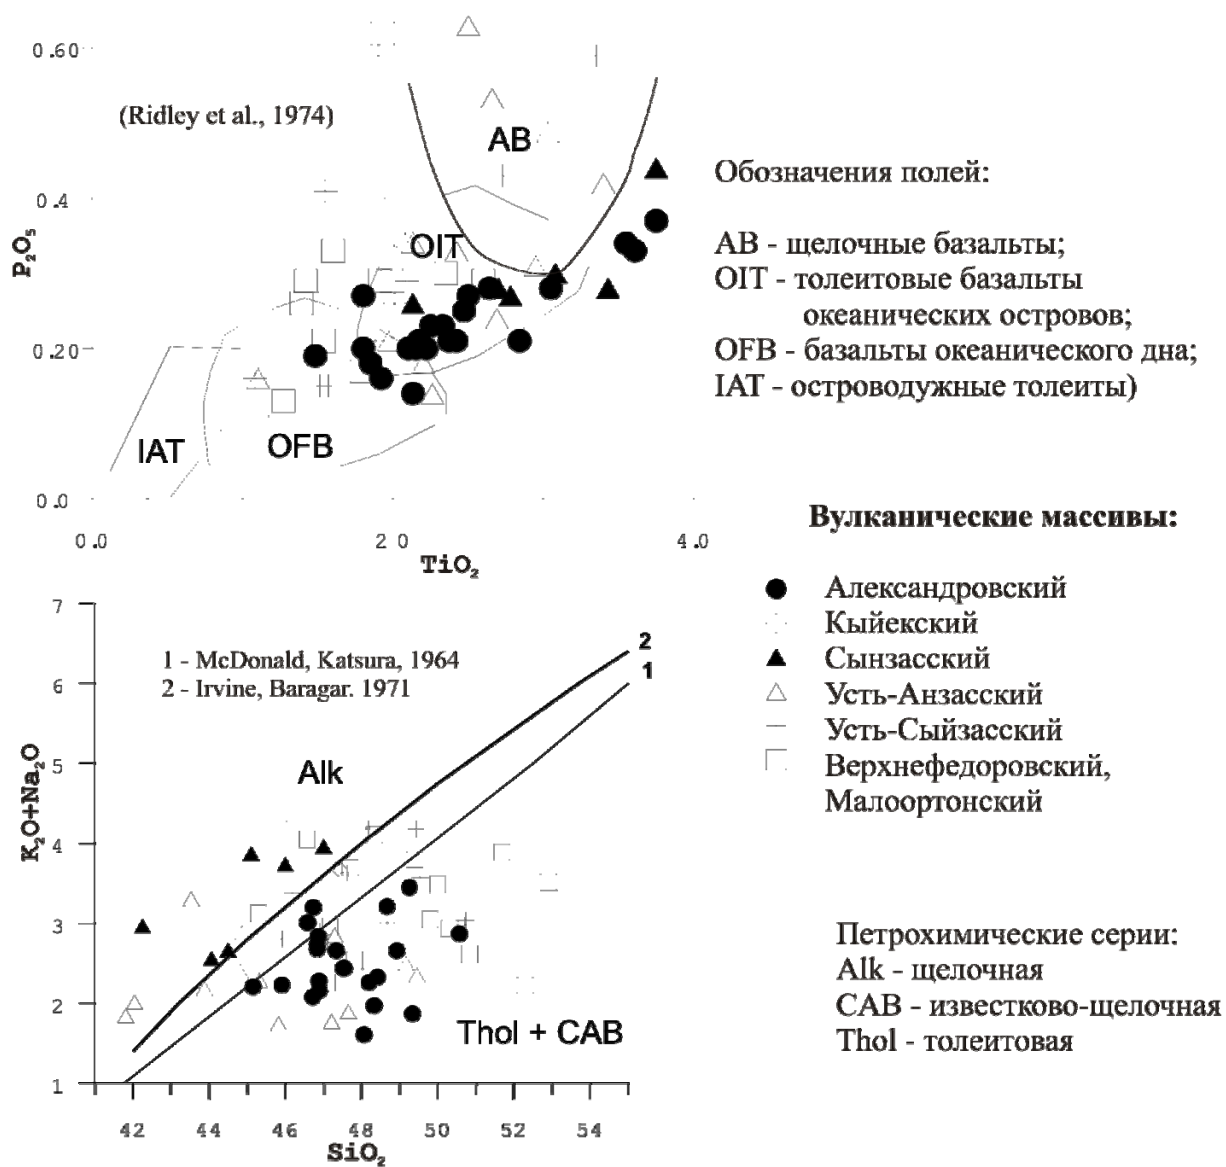 0.60
(Ridley et al., 1974)
AB
0.4
P₂O₅
OIT
0.20
IAT
OFB
0.0
0.0
2 0
4.0
TiO₂
Обозначения полей:
AB - щелочные базальты;
OIT - толеитовые базальты
океанических островов;
OFB - базальты океанического дна;
IAT - островодужные толеиты)
Вулканические массивы:
Александровский
Кыйекский
Сынзасский
Усть-Анзасский
Усть-Сыйзасский
Верхнефедоровский,
Малоортонский
7
2
1
1 - McDonald, Katsura, 1964
2 - Irvine, Baragar. 1971
6
K₂O+Na₂O
5
Alk
4
3
2
Thol + CAB
1
42 44 46 48 50 52 54
SiO₂
Петрохимические серии:
Alk - щелочная
CAB - известково-щелочная
Thol - толеитовая